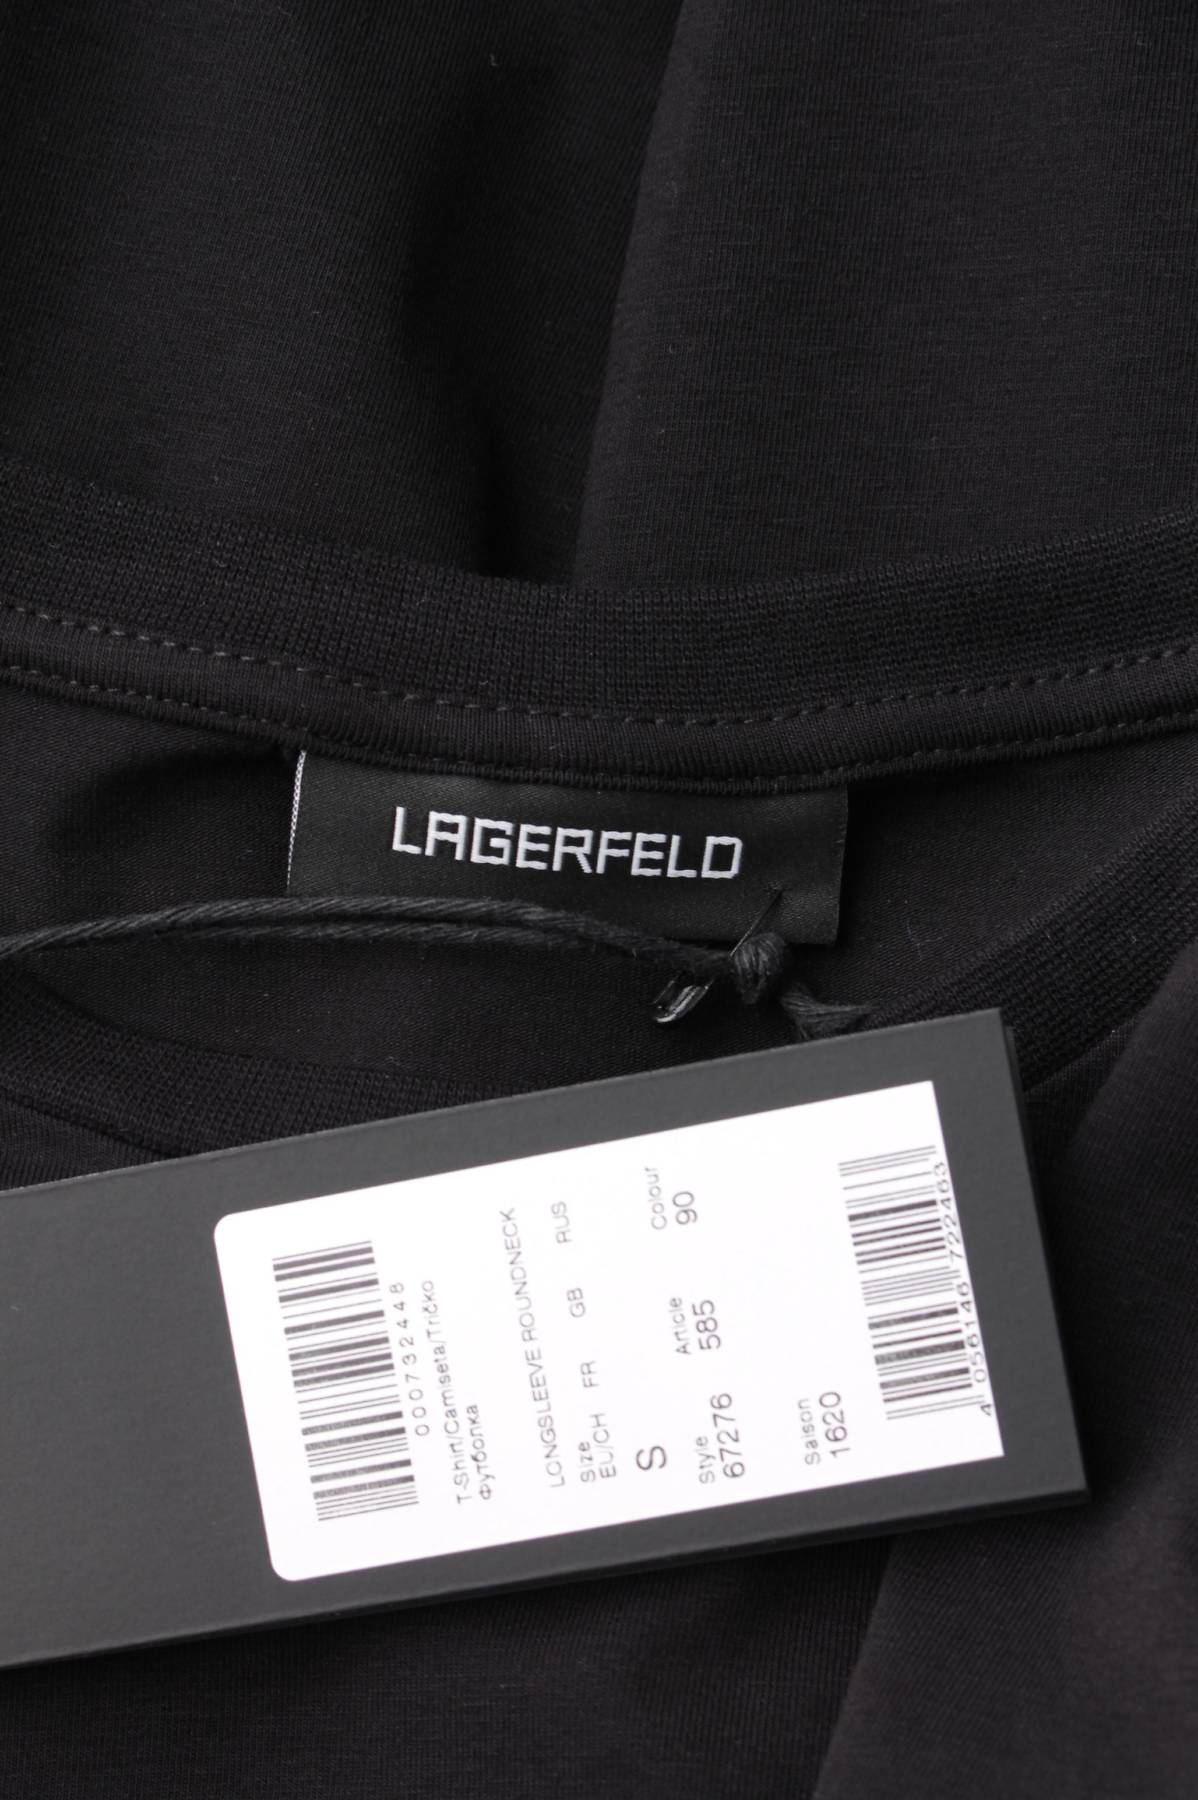 LAGERFELD
000732448
T-Shirt/Camiseta/Tričko
Футболка
LONGSLEEVE ROUNDNECK
Size
EU/CH FR GB RUS
S
Style Article Colour
67276 585 90
Saison
1620
4 056146 722463